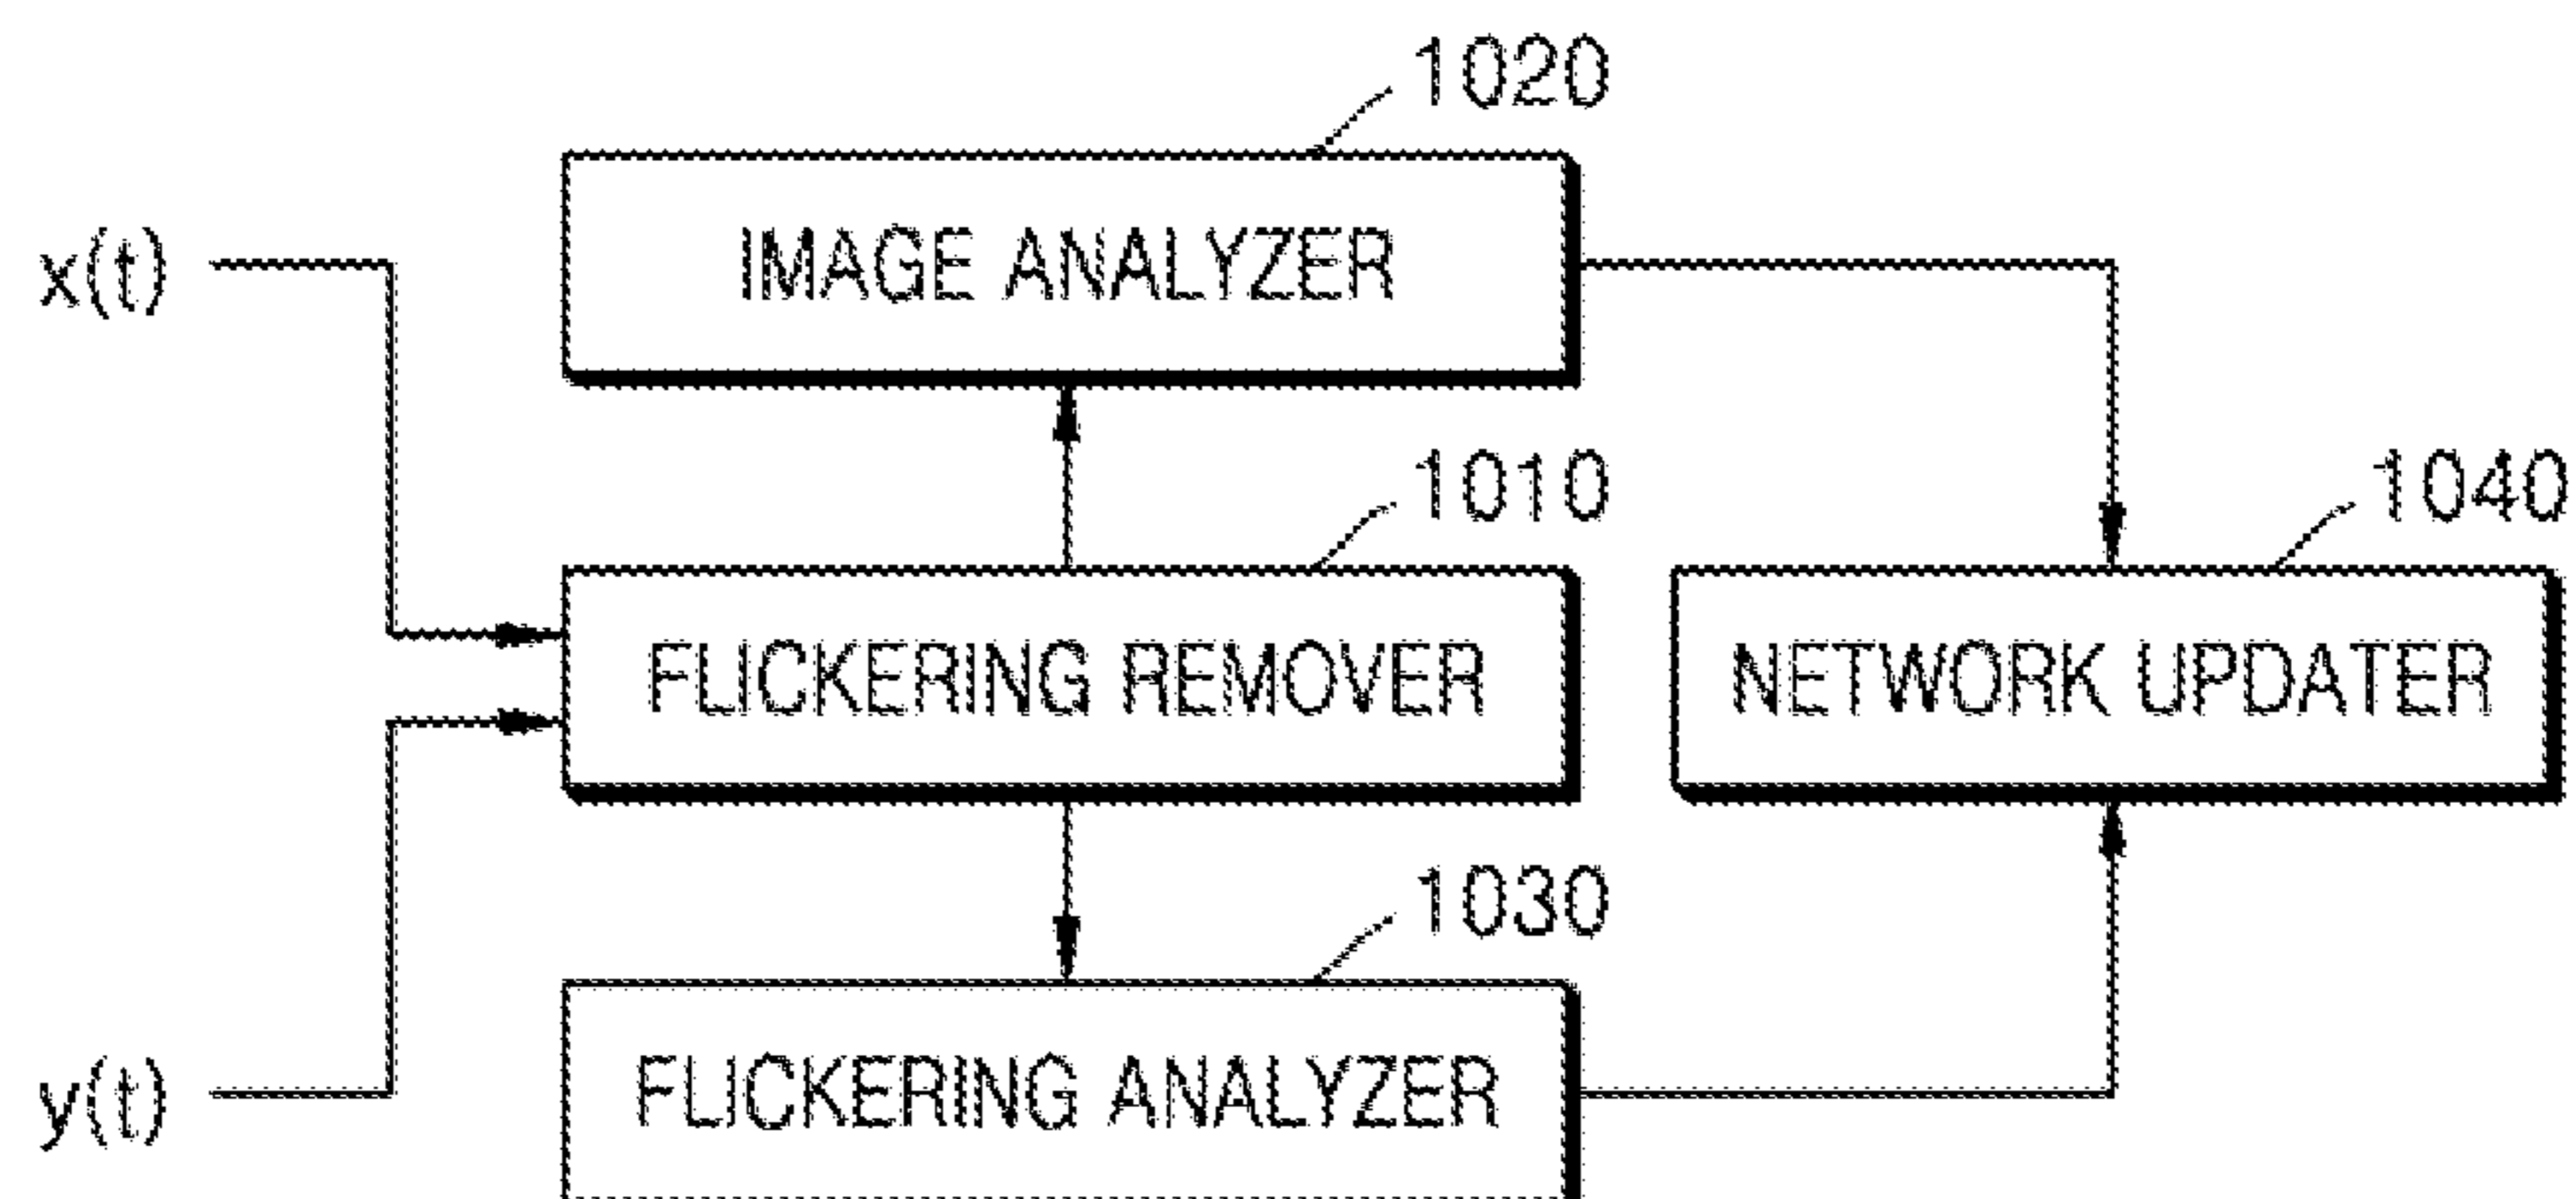 1020
IMAGE ANALYZER
x(t)
1010
1040
FLICKERING REMOVER
NETWORK UPDATER
1030
FLICKERING ANALYZER
y(t)